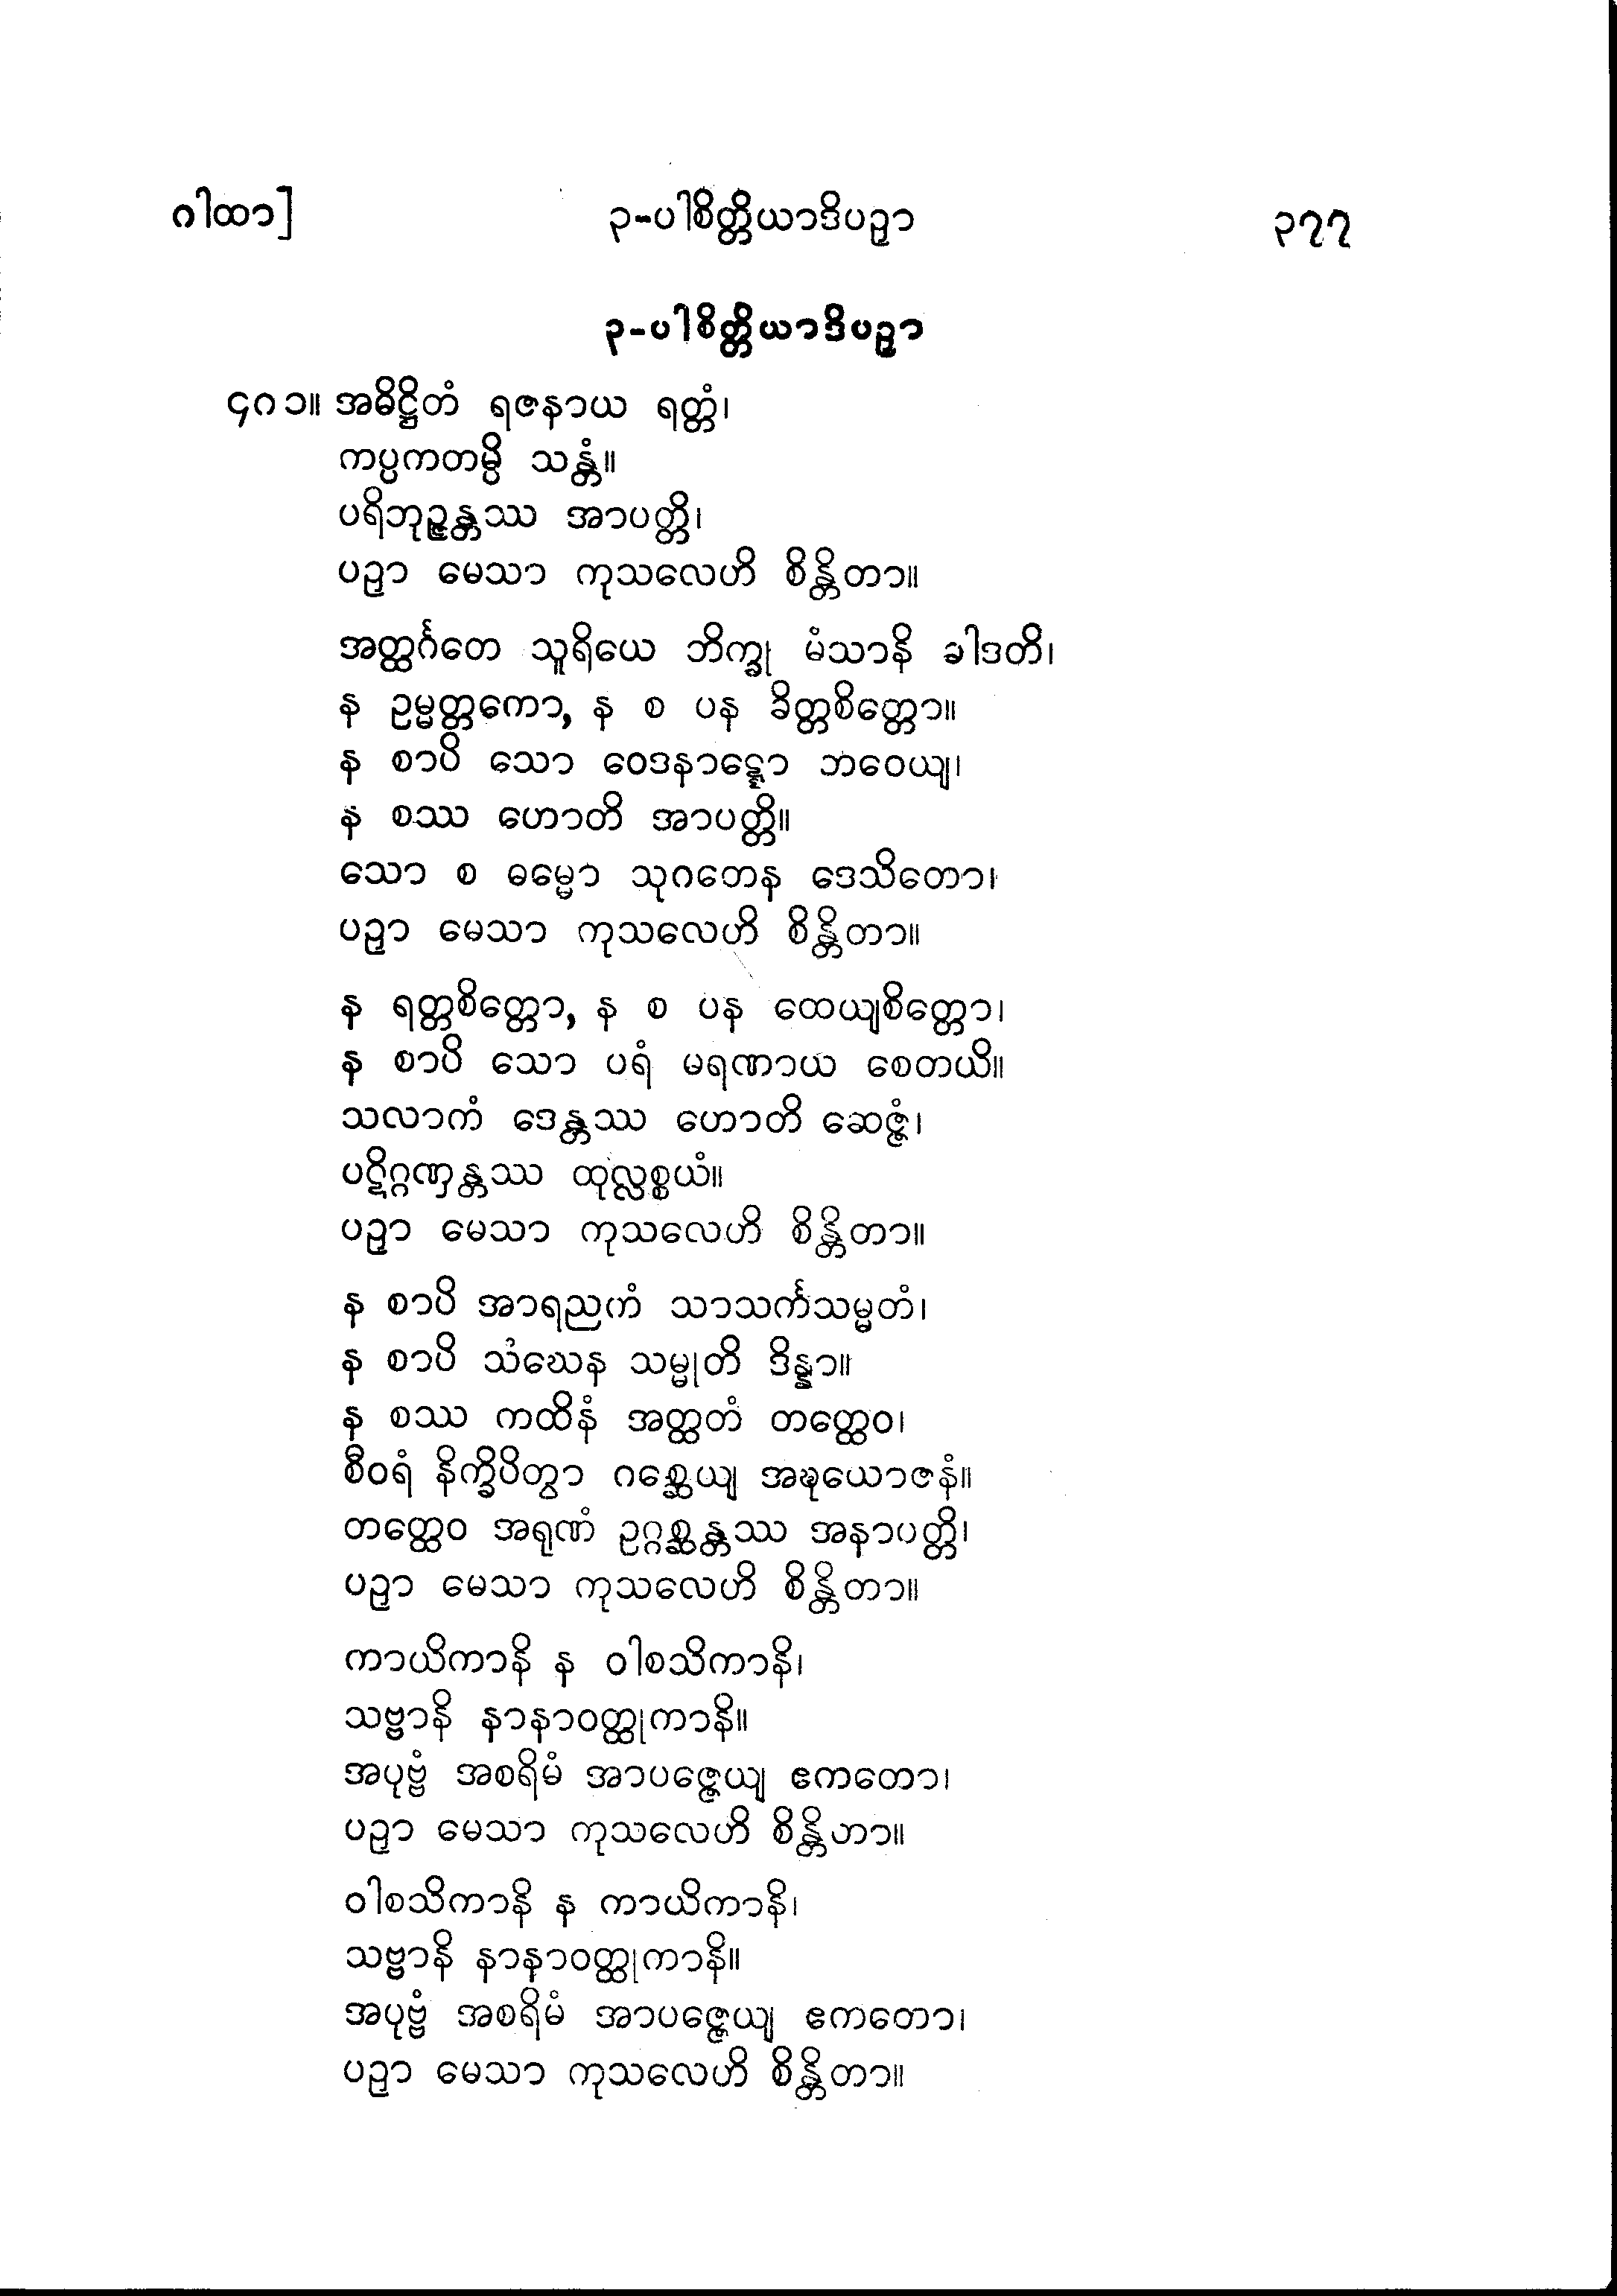 ဂါထာ]
၃-ပါစိတ္တိယာဒိပဉှာ
၃၇၇
၃-ပါစိတ္တိယာဒိပဉှာ
၄၈၁။ အဓိဋ္ဌိတံ ရဇနာယ ရတ္တံ၊
ကပ္ပကတမ္ပိ သန္တံ။
ပရိဘုဉ္ဇန္တဿ အာပတ္တိ၊
ပဉှာ မေသာ ကုသလေဟိ စိန္တိတာ။
အတ္ထင်္ဂတေ သူရိယေ ဘိက္ခု မံသာနိ ခါဒတိ၊
န ဥမ္မတ္တကော, န စ ပန ခိတ္တစိတ္တော။
န စာပိ သော ဝေဒနာဋ္ဋော ဘဝေယျ၊
န စဿ ဟောတိ အာပတ္တိ။
သော စ ဓမ္မော သုဂတေန ဒေသိတော၊
ပဉှာ မေသာ ကုသလေဟိ စိန္တိတာ။
န ရတ္တစိတ္တော, န စ ပန ထေယျစိတ္တော၊
န စာပိ သော ပရံ မရဏာယ စေတယိ။
သလာကံ ဒေန္တဿ ဟောတိ ဆေဇ္ဇံ၊
ပဋိဂ္ဂဏှန္တဿ ထုလ္လစ္စယံ။
ပဉှာ မေသာ ကုသလေဟိ စိန္တိတာ။
န စာပိ အာရညကံ သာသင်္ကသမ္မတံ၊
န စာပိ သံဃေန သမ္မုတိ ဒိန္နာ။
န စဿ ကထိနံ အတ္ထတံ တတ္ထေဝ၊
စီဝရံ နိက္ခိပိတွာ ဂစ္ဆေယျ အဍ္ဎယောဇနံ။
တတ္ထေဝ အရုဏံ ဥဂ္ဂစ္ဆန္တဿ အနာပတ္တိ၊
ပဉှာ မေသာ ကုသလေဟိ စိန္တိတာ။
ကာယိကာနိ န ဝါစသိကာနိ၊
သဗ္ဗာနိ နာနာဝတ္ထုကာနိ။
အပုဗ္ဗံ အစရိမံ အာပဇ္ဇေယျ ဧကတော၊
ပဉှာ မေသာ ကုသလေဟိ စိန္တိတာ။
ဝါစသိကာနိ န ကာယိကာနိ၊
သဗ္ဗာနိ နာနာဝတ္ထုကာနိ။
အပုဗ္ဗံ အစရိမံ အာပဇ္ဇေယျ ဧကတော၊
ပဉှာ မေသာ ကုသလေဟိ စိန္တိတာ။